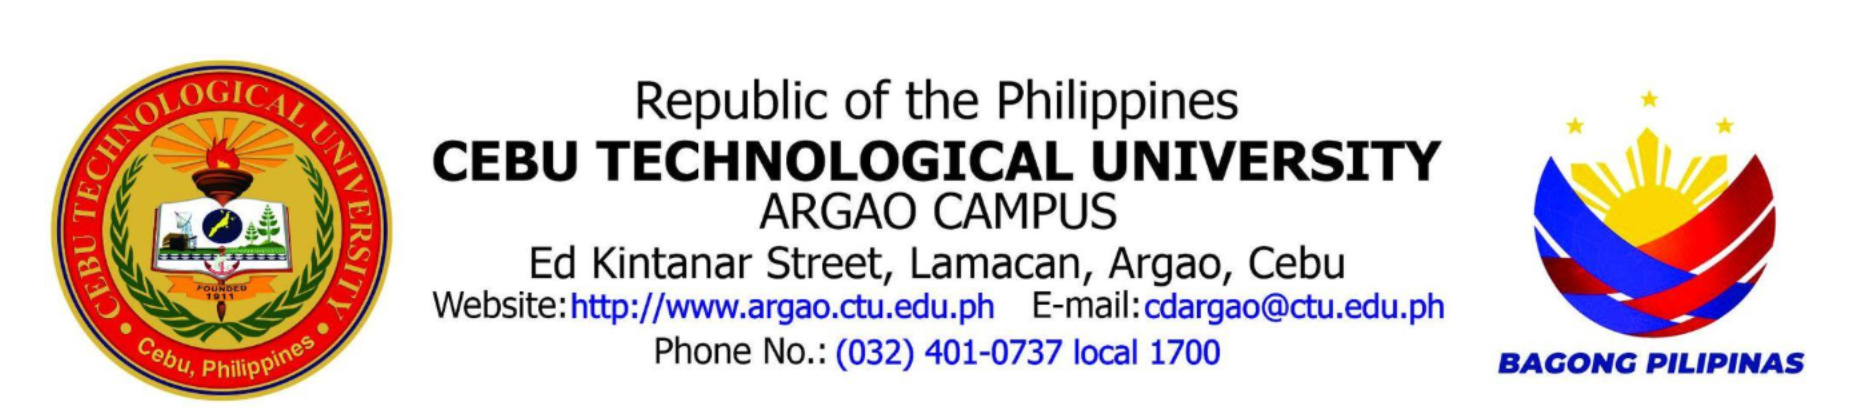 CEBU TECHNOLOGICAL UNIVERSITY
FOUNDED
1911
Cebu, Philippines
Republic of the Philippines
CEBU TECHNOLOGICAL UNIVERSITY
ARGAO CAMPUS
Ed Kintanar Street, Lamacan, Argao, Cebu
Website:http://www.argao.ctu.edu.ph E-mail:cdargao@ctu.edu.ph
Phone No.: (032) 401-0737 local 1700
BAGONG PILIPINAS